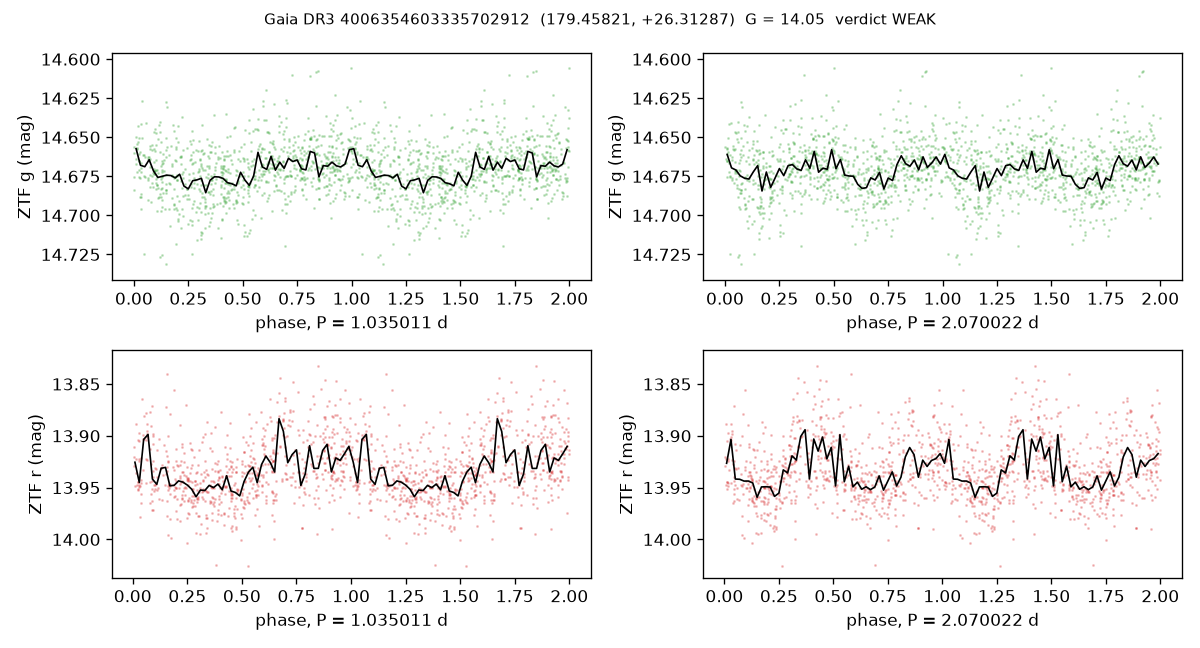 Gaia DR3 4006354603335702912 (179.45821, +26.31287) G = 14.05 verdict WEAK
ZTF g (mag)
14.600
14.625
14.650
14.675
14.700
14.725
0.00 0.25 0.50 0.75 1.00 1.25 1.50 1.75 2.00
phase, P = 1.035011 d
ZTF g (mag)
14.600
14.625
14.650
14.675
14.700
14.725
0.00 0.25 0.50 0.75 1.00 1.25 1.50 1.75 2.00
phase, P = 2.070022 d
ZTF r (mag)
13.85
13.90
13.95
14.00
0.00 0.25 0.50 0.75 1.00 1.25 1.50 1.75 2.00
phase, P = 1.035011 d
ZTF r (mag)
13.85
13.90
13.95
14.00
0.00 0.25 0.50 0.75 1.00 1.25 1.50 1.75 2.00
phase, P = 2.070022 d